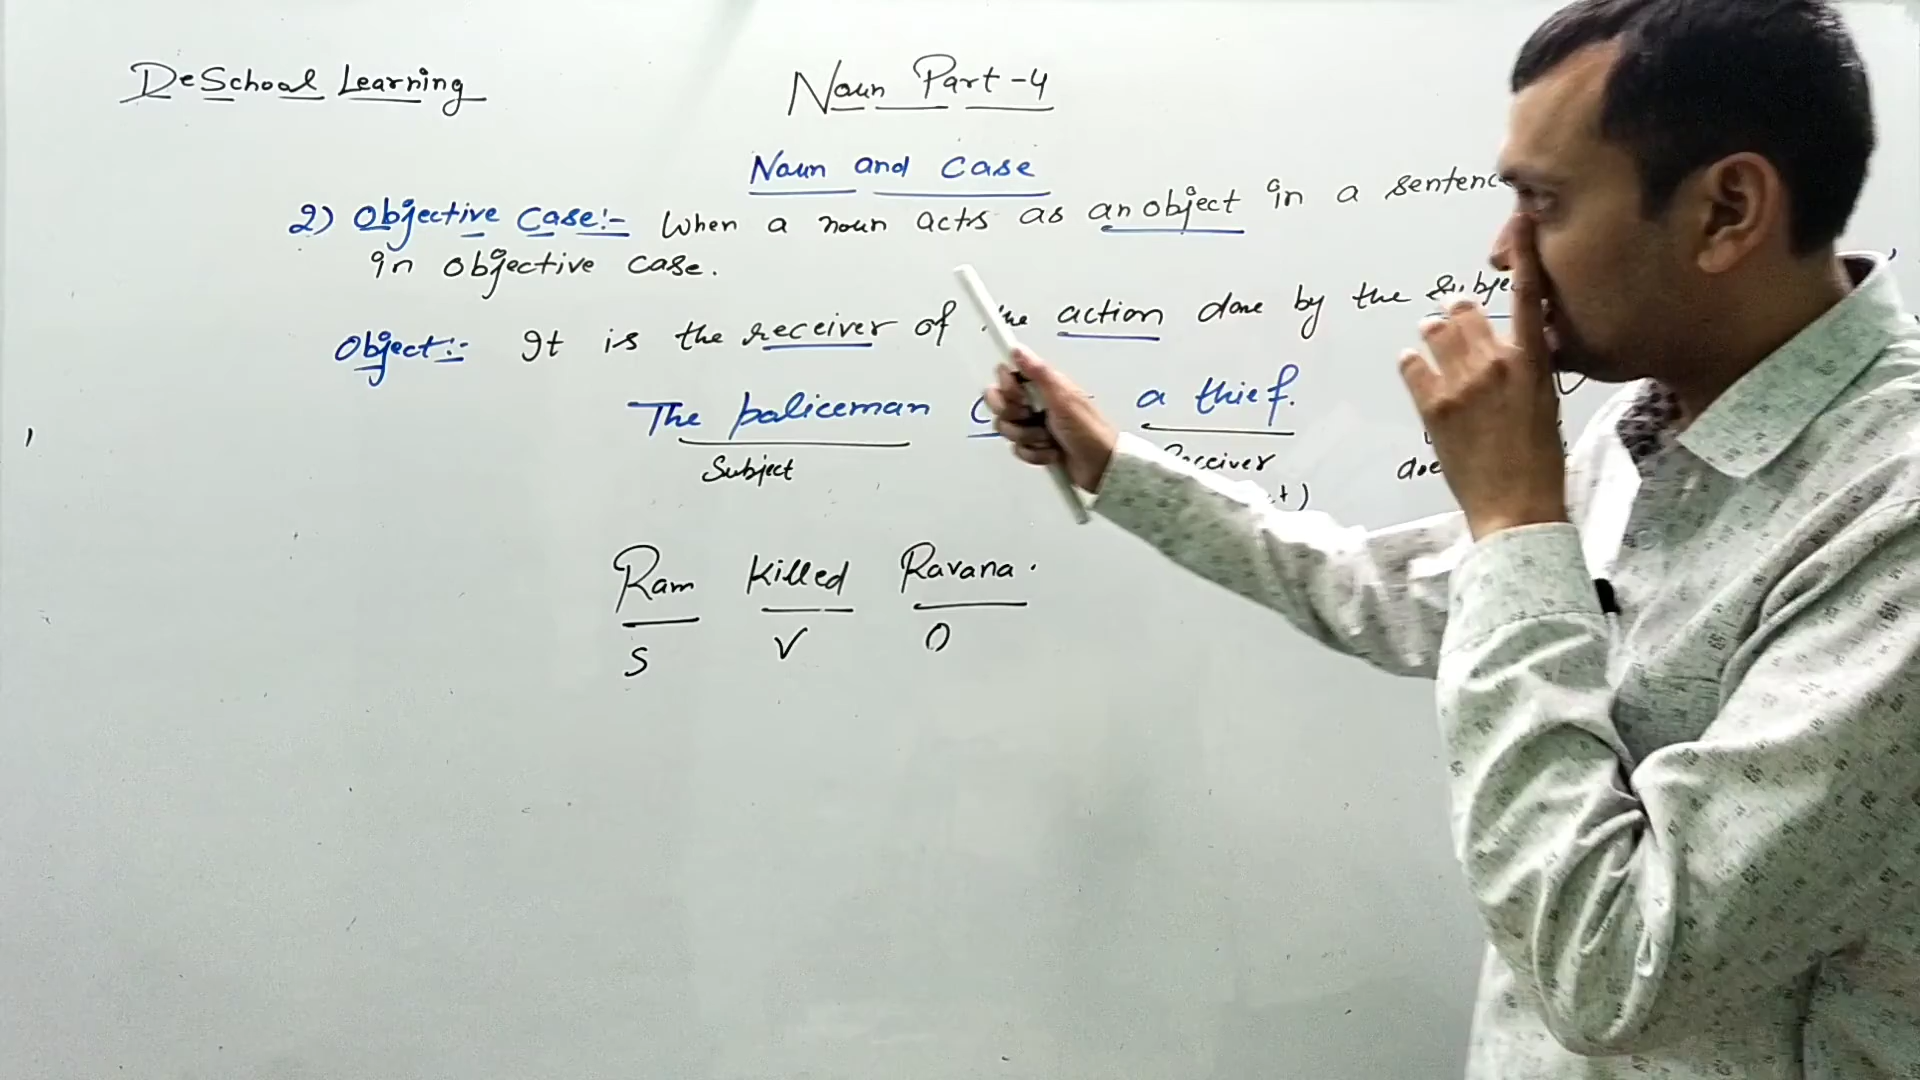 DeSchool Learning
Noun Part-4
Noun and Case
2) Objective Case:- When a noun acts as an object in a sentence
in objective case.
Object:- It is the receiver of the action done by the
The policeman a thief.
Subject
Ram killed Ravana.
S V O